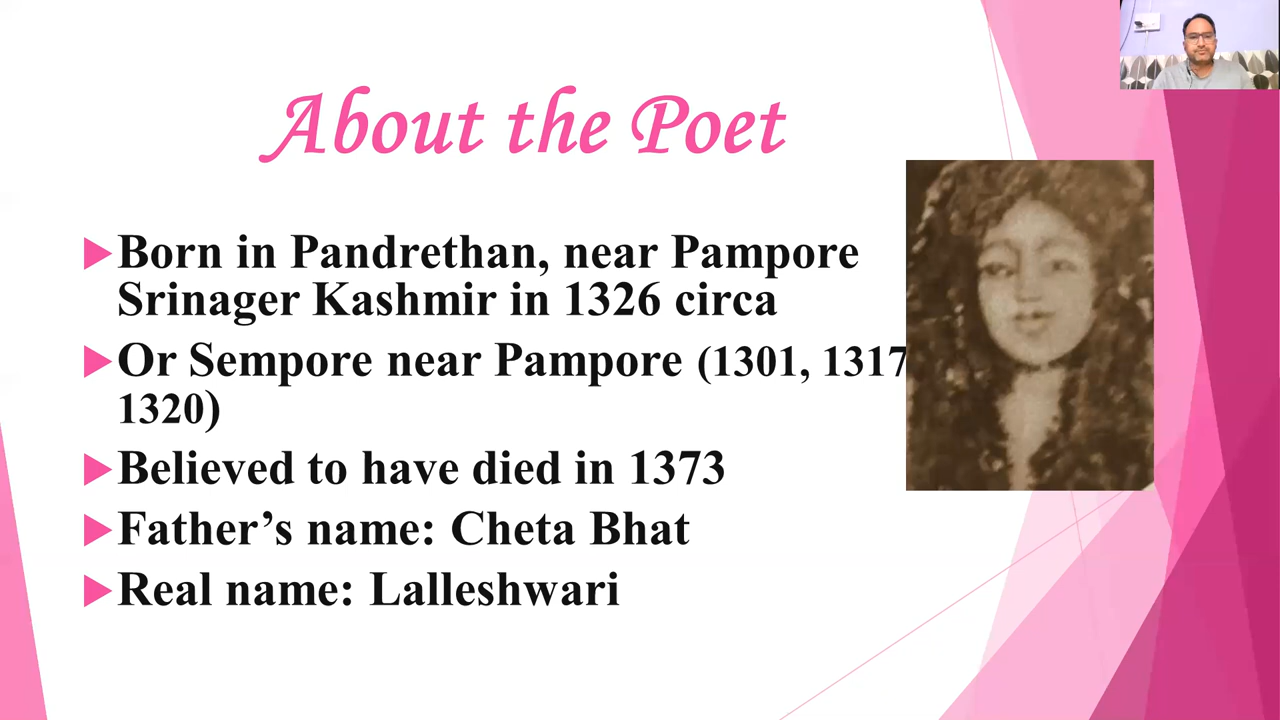 About the Poet
Born in Pandrethan, near Pampore
Srinager Kashmir in 1326 circa
Or Sempore near Pampore (1301, 1317
1320)
Believed to have died in 1373
Father’s name: Cheta Bhat
Real name: Lalleshwari